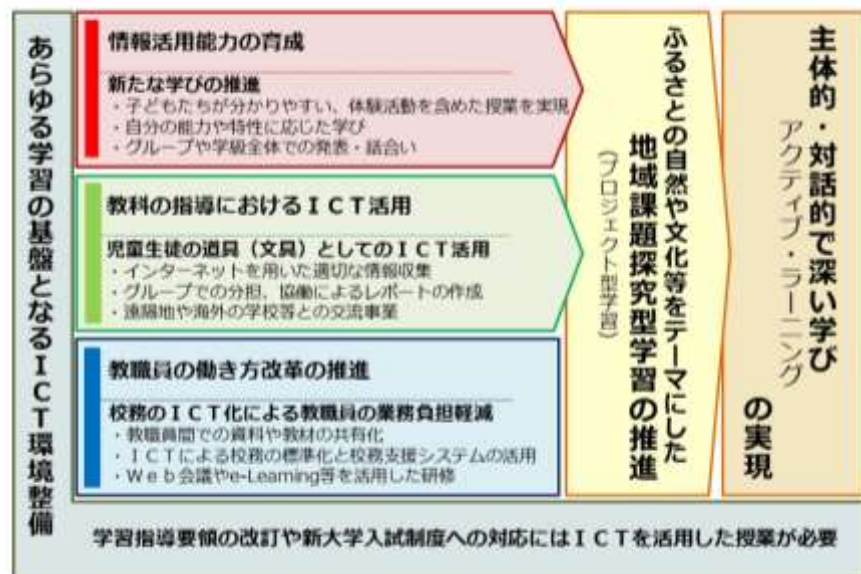 あらゆる学習の基盤となるＩＣＴ環境整備
情報活用能力の育成
新たな学びの推進
・子どもたちが分かりやすい、体験活動を含めた授業を実現
・自分の能力や特性に応じた学び
・グループや学級全体での発表・話合い
教科の指導におけるＩＣＴ活用
児童生徒の道具（文具）としてのＩＣＴ活用
・インターネットを用いた適切な情報収集
・グループでの分担、協働によるレポートの作成
・遠隔地や海外の学校等との交流事業
教職員の働き方改革の推進
校務のＩＣＴ化による教職員の業務負担軽減
・教職員間での資料や教材の共有化
・ＩＣＴによる校務の標準化と校務支援システムの活用
・Ｗｅｂ会議やe-Learning等を活用した研修
ふるさとの自然や文化等をテーマにした
地域課題探究型学習の推進
（プロジェクト型学習）
主体的・対話的で深い学び
アクティブ・ラーニング
の実現
学習指導要領の改訂や新大学入試制度への対応にはＩＣＴを活用した授業が必要